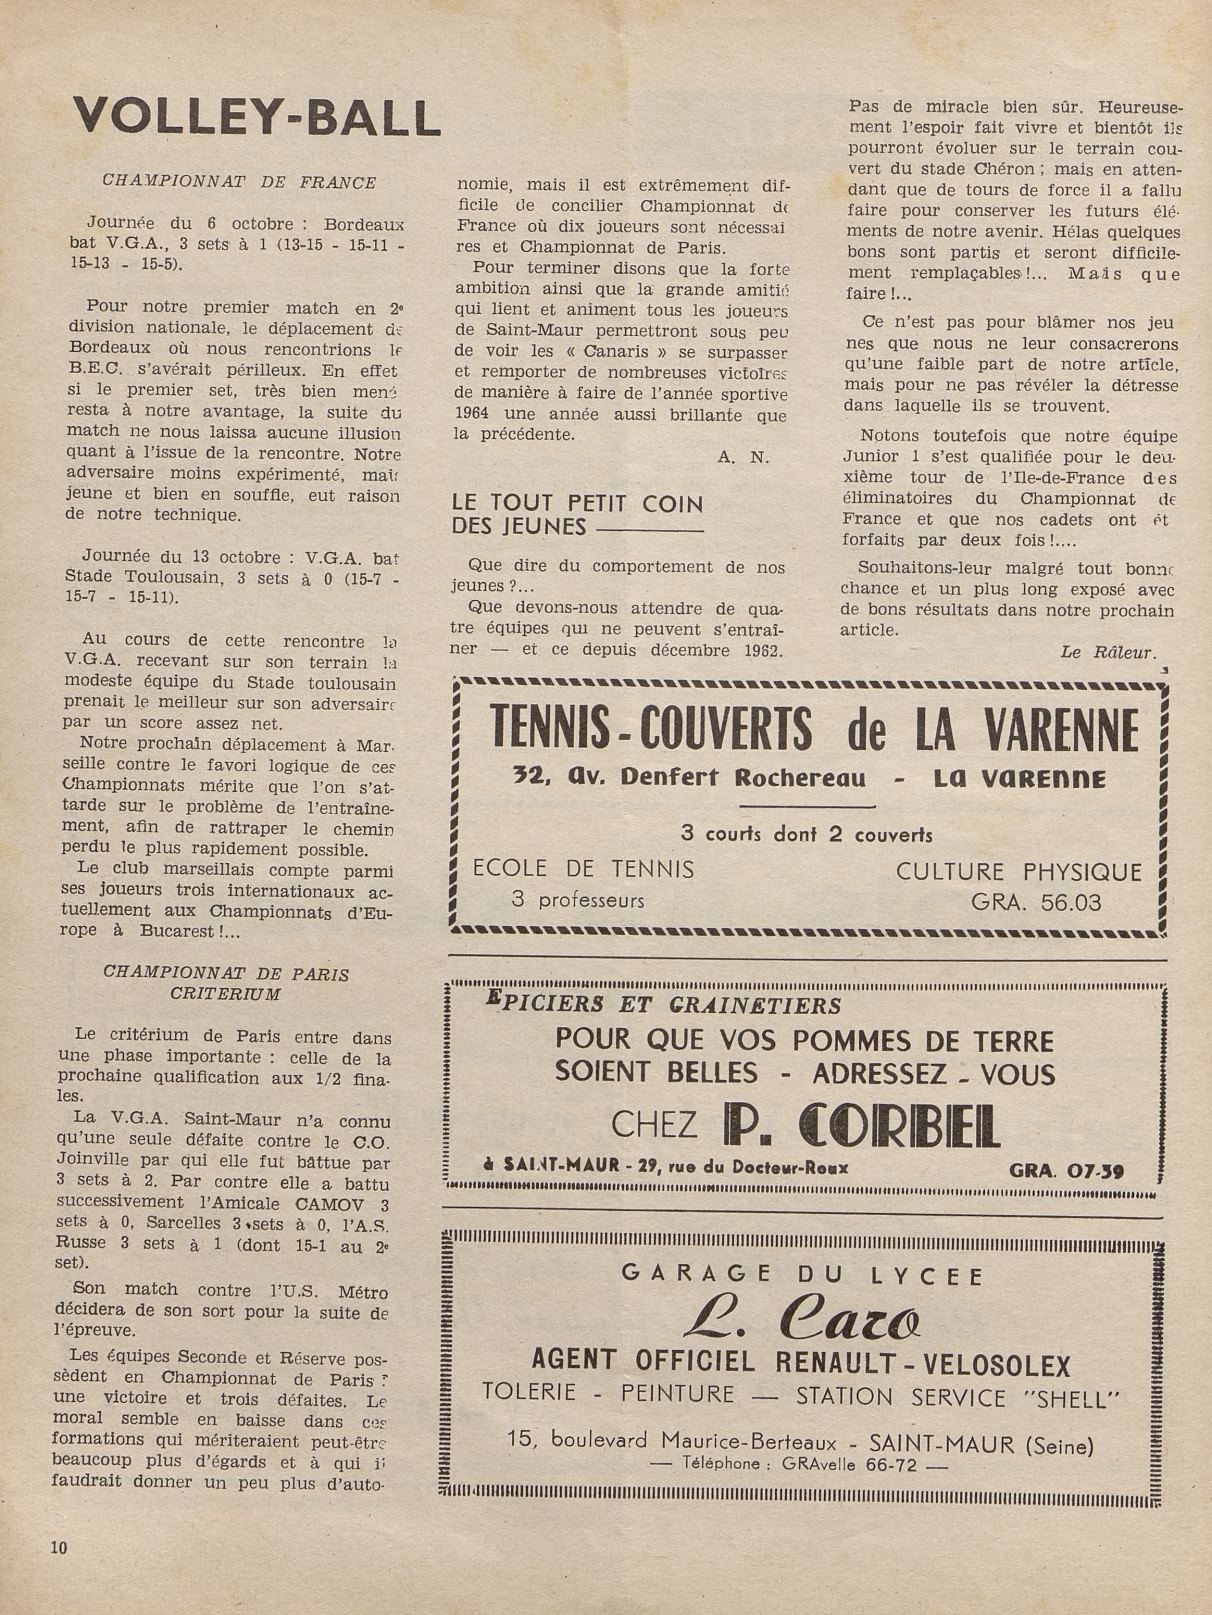 VOLLEY-BALL
CHAMPIONNAT DE FRANCE
Journée du 6 octobre : Bordeaux
bat V.G.A., 3 sets à 1 (13-15 - 15-11 -
15-13 - 15-5).
Pour notre premier match en 2e
division nationale, le déplacement de
Bordeaux où nous rencontrions le
B.E.C. s'avérait périlleux. En effet
si le premier set, très bien mené
resta à notre avantage, la suite du
match ne nous laissa aucune illusion
quant à l'issue de la rencontre. Notre
adversaire moins expérimenté, mais
jeune et bien en souffle, eut raison
de notre technique.
Journée du 13 octobre : V.G.A. bat
Stade Toulousain, 3 sets à 0 (15-7 -
15-7 - 15-11).
Au cours de cette rencontre la
V.G.A. recevant sur son terrain la
modeste équipe du Stade toulousain
prenait le meilleur sur son adversaire
par un score assez net.
Notre prochain déplacement à Mar-
seille contre le favori logique de ces
Championnats mérite que l'on s'at-
tarde sur le problème de l'entraîne-
ment, afin de rattraper le chemin
perdu le plus rapidement possible.
Le club marseillais compte parmi
ses joueurs trois internationaux ac-
tuellement aux Championnats d'Eu-
rope à Bucarest !...
CHAMPIONNAT DE PARIS
CRITERIUM
Le critérium de Paris entre dans
une phase importante : celle de la
prochaine qualification aux 1/2 fina-
les.
La V.G.A. Saint-Maur n'a connu
qu'une seule défaite contre le C.O.
Joinville par qui elle fut battue par
3 sets à 2. Par contre elle a battu
successivement l'Amicale CAMOV 3
sets à 0, Sarcelles 3 sets à 0, l'A.S.
Russe 3 sets à 1 (dont 15-1 au 2e
set).
Son match contre l'U.S. Métro
décidera de son sort pour la suite de
l'épreuve.
Les équipes Seconde et Réserve pos-
sèdent en Championnat de Paris :
une victoire et trois défaites. Le
moral semble en baisse dans ces
formations qui mériteraient peut-être
beaucoup plus d'égards et à qui il
faudrait donner un peu plus d'auto-
nomie, mais il est extrêmement dif-
ficile de concilier Championnat de
France où dix joueurs sont nécessai
res et Championnat de Paris.
Pour terminer disons que la forte
ambition ainsi que la grande amitié
qui lient et animent tous les joueurs
de Saint-Maur permettront sous peu
de voir les « Canaris » se surpasser
et remporter de nombreuses victoires
de manière à faire de l'année sportive
1964 une année aussi brillante que
la précédente.
A. N.
LE TOUT PETIT COIN
DES JEUNES
Que dire du comportement de nos
jeunes ?...
Que devons-nous attendre de qua-
tre équipes qui ne peuvent s'entraî-
ner — et ce depuis décembre 1962.
Pas de miracle bien sûr. Heureuse-
ment l'espoir fait vivre et bientôt ils
pourront évoluer sur le terrain cou-
vert du stade Chéron ; mais en atten-
dant que de tours de force il a fallu
faire pour conserver les futurs élé-
ments de notre avenir. Hélas quelques
bons sont partis et seront difficile-
ment remplaçables !... Mais que
faire !...
Ce n'est pas pour blâmer nos jeu
nes que nous ne leur consacrerons
qu'une faible part de notre article,
mais pour ne pas révéler la détresse
dans laquelle ils se trouvent.
Notons toutefois que notre équipe
Junior 1 s'est qualifiée pour le deu-
xième tour de l'Ile-de-France des
éliminatoires du Championnat de
France et que nos cadets ont ét
forfaits par deux fois !....
Souhaitons-leur malgré tout bonne
chance et un plus long exposé avec
de bons résultats dans notre prochain
article.
Le Râleur.
TENNIS-COUVERTS de LA VARENNE
32, av. Denfert Rochereau - LA VARENNE
3 courts dont 2 couverts
ECOLE DE TENNIS CULTURE PHYSIQUE
3 professeurs GRA. 56.03
EPICIERS ET GRAINETIERS
POUR QUE VOS POMMES DE TERRE
SOIENT BELLES - ADRESSEZ-VOUS
CHEZ P. CORBEL
à SAINT-MAUR - 29, rue du Docteur-Roux GRA. 07-39
GARAGE DU LYCEE
L. Caro
AGENT OFFICIEL RENAULT-VELOSOLEX
TOLERIE - PEINTURE — STATION SERVICE "SHELL"
15, boulevard Maurice-Berteaux - SAINT-MAUR (Seine)
— Téléphone : GRAvelle 66-72 —
10